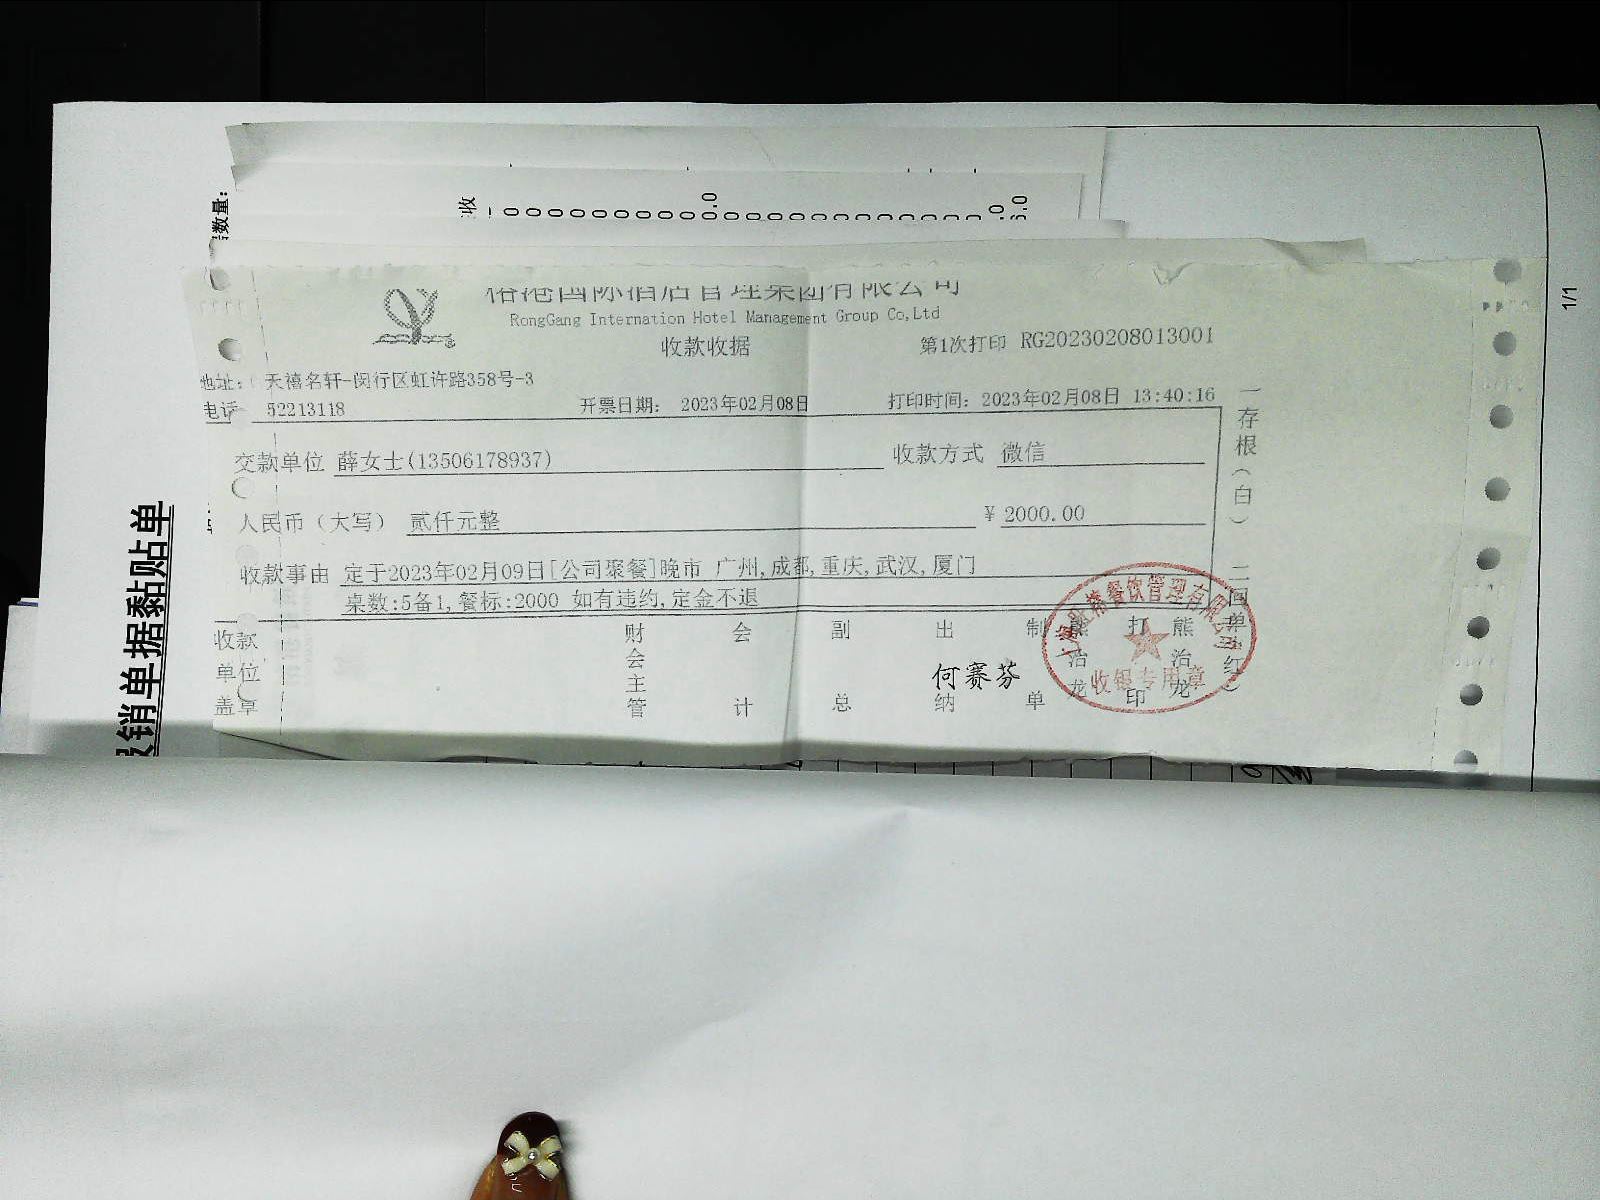 榕港国际酒店管理集团有限公司
RongGang Internation Hotel Management Group Co,Ltd
收款收据
第1次打印 RG20230208013001
地址: 天禧名轩-闵行区虹许路358号-3
电话 52213118 开票日期: 2023年02月08日 打印时间: 2023年02月08日 13:40:16
交款单位 薛女士(13506178937) 收款方式 微信
人民币（大写） 贰仟元整 ¥ 2000.00
收款事由 定于2023年02月09日[公司聚餐]晚市 广州,成都,重庆,武汉,厦门
桌数:5备1,餐标:2000 如有违约,定金不退
收款单位盖章
财会主管
会计
副总
出纳
何赛芬
制单
熊治龙
打印
熊治龙
收银专用章
一存根（白）
报销单据黏贴单
数量:
收
1/1